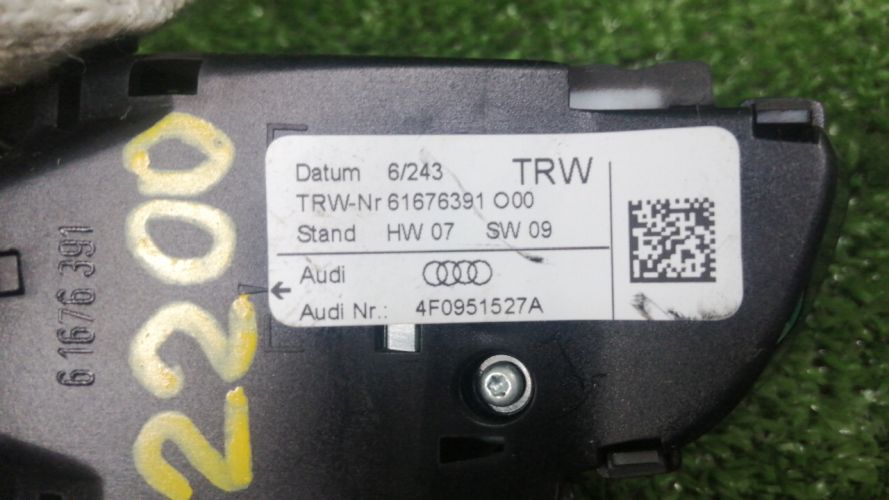 Datum 6/243 TRW
TRW-Nr 61676391 O00
Stand HW 07 SW 09
Audi
Audi Nr.: 4F0951527A
61676391
2200